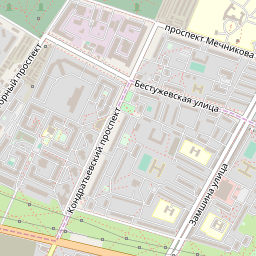 проспект Мечникова
Бестужевская улица
орный проспект
Кондратьевский проспект
Замшина улица
H
H
H
H